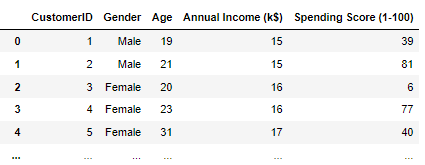 CustomerID Gender Age Annual Income (k$) Spending Score (1-100)
0 1 Male 19 15 39
1 2 Male 21 15 81
2 3 Female 20 16 6
3 4 Female 23 16 77
4 5 Female 31 17 40
... ... ... ... ... ...